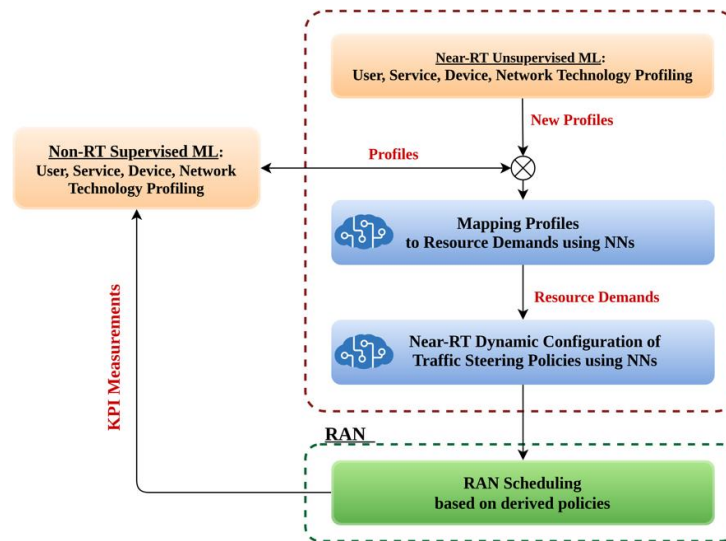 Near-RT Unsupervised ML:
User, Service, Device, Network Technology Profiling
New Profiles
Non-RT Supervised ML:
User, Service, Device, Network
Technology Profiling
Profiles
Mapping Profiles
to Resource Demands using NNs
Resource Demands
Near-RT Dynamic Configuration of
Traffic Steering Policies using NNs
KPI Measurements
RAN
RAN Scheduling
based on derived policies